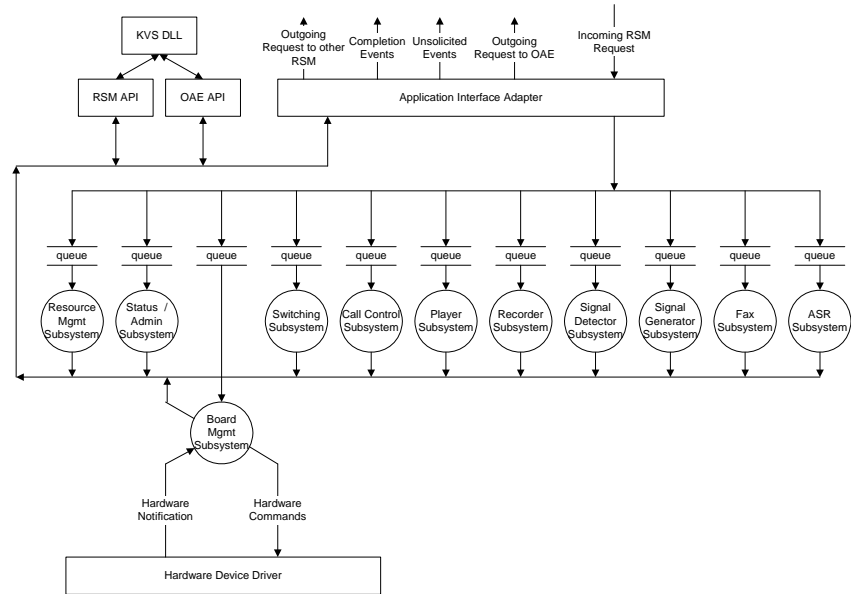 KVS DLL
RSM API
OAE API
Outgoing
Request to other
RSM
Completion
Events
Unsolicited
Events
Outgoing
Request to OAE
Incoming RSM
Request
Application Interface Adapter
queue
queue
queue
queue
queue
queue
queue
queue
queue
queue
queue
Resource
Mgmt
Subsystem
Status /
Admin
Subsystem
Switching
Subsystem
Call Control
Subsystem
Player
Subsystem
Recorder
Subsystem
Signal
Detector
Subsystem
Signal
Generator
Subsystem
Fax
Subsystem
ASR
Subsystem
Board
Mgmt
Subsystem
Hardware
Notification
Hardware
Commands
Hardware Device Driver